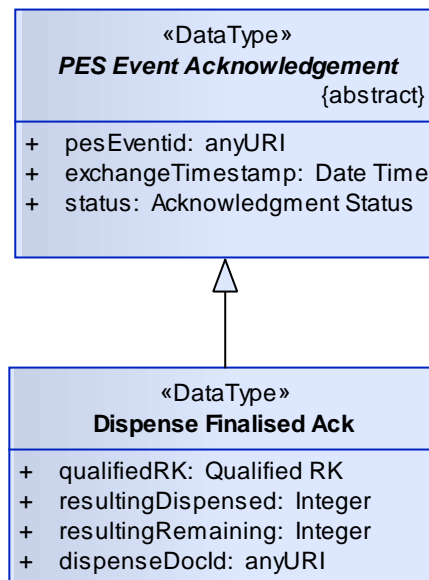 «DataType»
PES Event Acknowledgement
{abstract}
+ pesEventid: anyURI
+ exchangeTimestamp: Date Time
+ status: Acknowledgment Status
«DataType»
Dispense Finalised Ack
+ qualifiedRK: Qualified RK
+ resultingDispensed: Integer
+ resultingRemaining: Integer
+ dispenseDocId: anyURI